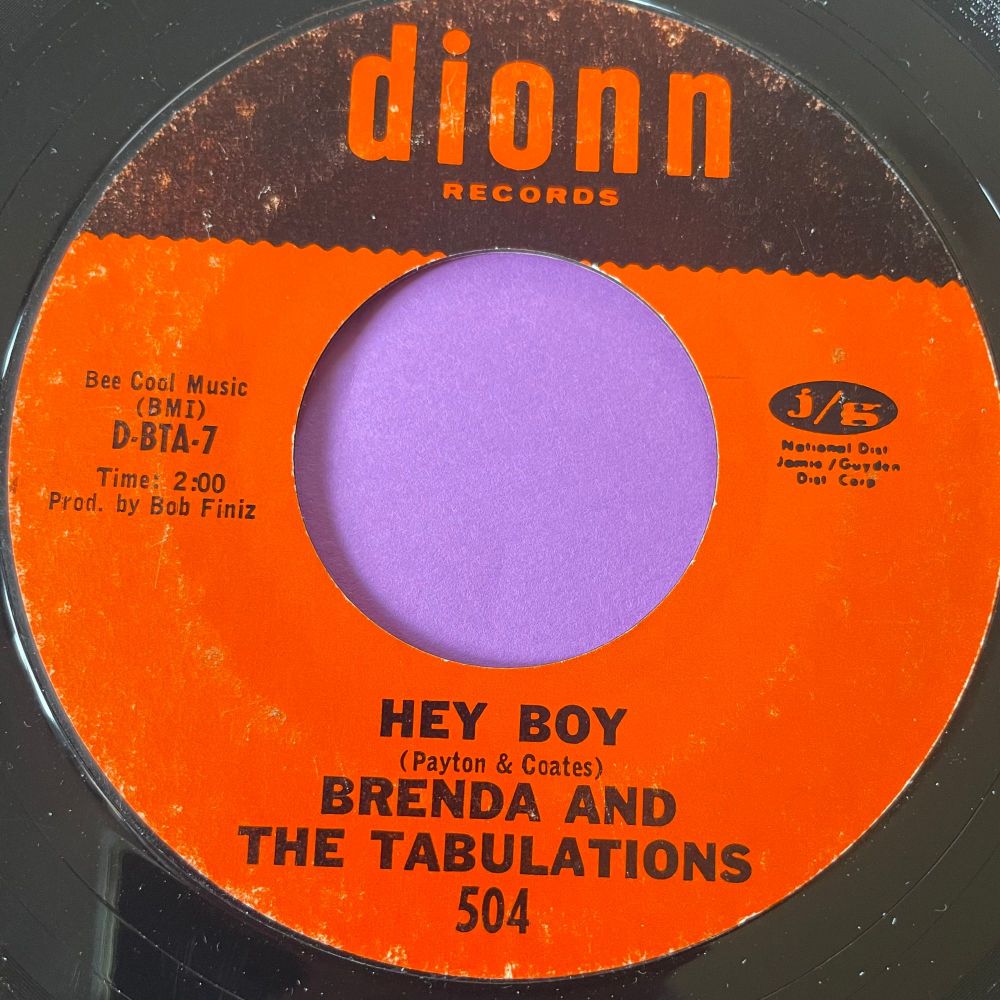 dionn
RECORDS
Bee Cool Music
(BMI)
D-BTA-7
Time: 2:00
Prod. by Bob Finiz
j/g
National Dist
Jamie/Guyden
Dist Corp
HEY BOY
(Payton & Coates)
BRENDA AND
THE TABULATIONS
504